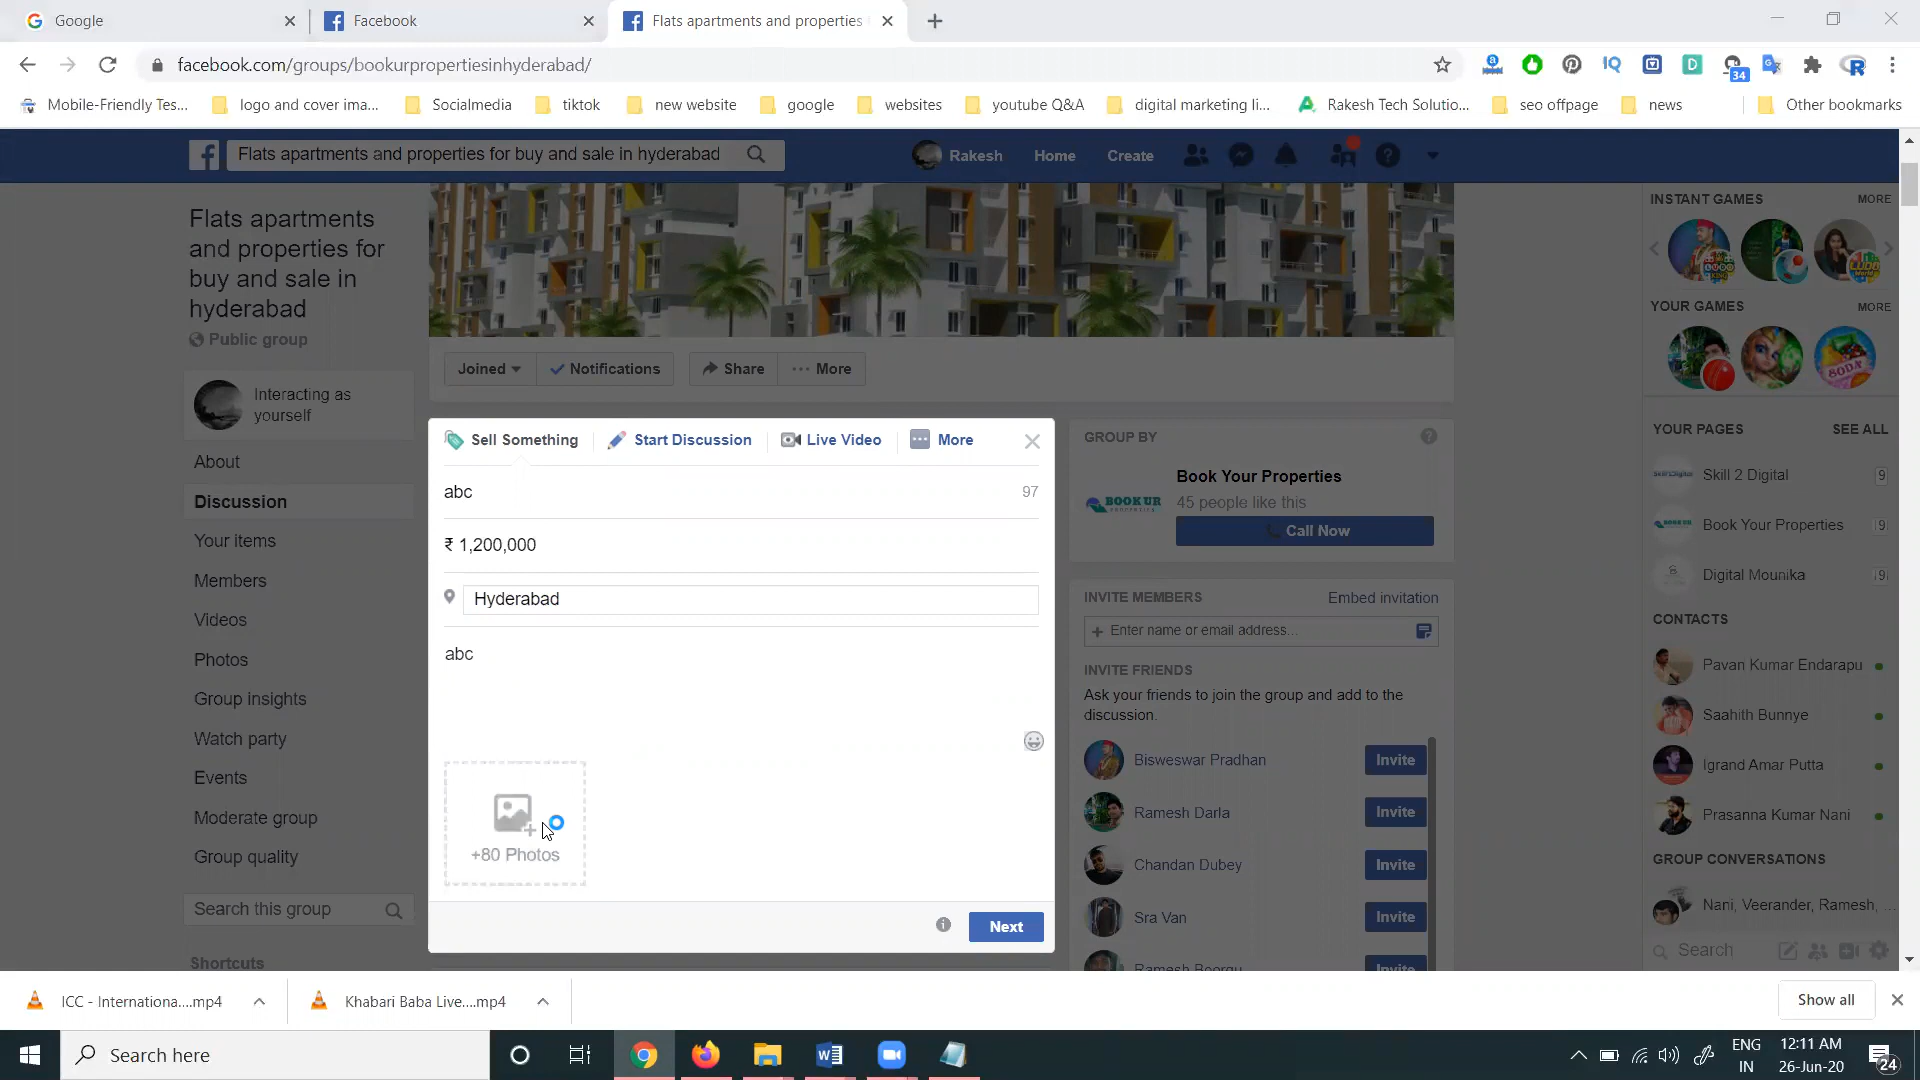 Google
Facebook
Flats apartments and properties
facebook.com/groups/bookurpropertiesinhyderabad/
34
Mobile-Friendly Tes...
logo and cover ima...
Socialmedia
tiktok
new website
google
websites
youtube Q&A
digital marketing li...
Rakesh Tech Solutio...
seo offpage
news
Other bookmarks
Flats apartments and properties for buy and sale in hyderabad
Rakesh
Home
Create
Flats apartments
and properties for
buy and sale in
hyderabad
Public group
Interacting as
yourself
About
Discussion
Your items
Members
Videos
Photos
Group insights
Watch party
Events
Moderate group
Group quality
Search this group
Shortcuts
Joined
Notifications
Share
More
Sell Something
Start Discussion
Live Video
More
abc
97
₹ 1,200,000
Hyderabad
abc
+80 Photos
Next
GROUP BY
Book Your Properties
45 people like this
Call Now
BOOK UR
INVITE MEMBERS
Embed invitation
Enter name or email address...
INVITE FRIENDS
Ask your friends to join the group and add to the
discussion.
Bisweswar Pradhan
Invite
Ramesh Darla
Invite
Chandan Dubey
Invite
Sra Van
Invite
Ramesh Boorgu
Invite
INSTANT GAMES
MORE
YOUR GAMES
MORE
YOUR PAGES
SEE ALL
Skill 2 Digital
9
Book Your Properties
9
Digital Mounika
9
CONTACTS
Pavan Kumar Endarapu
Saahith Bunnye
Igrand Amar Putta
Prasanna Kumar Nani
GROUP CONVERSATIONS
Nani, Veerander, Ramesh, ...
Search
ICC - Internationa....mp4
Khabari Baba Live....mp4
Show all
Search here
ENG
IN
12:11 AM
26-Jun-20
24